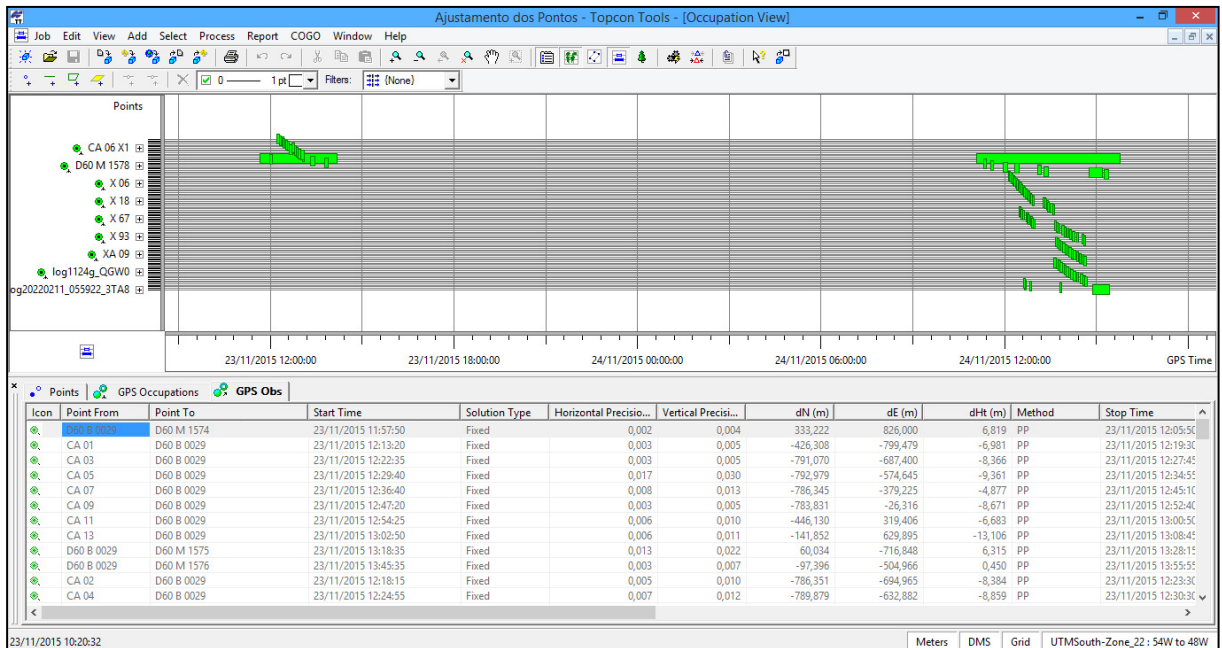 Ajustamento dos Pontos - Topcon Tools - [Occupation View]
Job Edit View Add Select Process Report COGO Window Help
0 1 pt Filters: {None}
Points
CA 06 X1
D60 M 1578
X 06
X 18
X 67
X 93
XA 09
log1124g_QGW0
og20220211_055922_3TA8
23/11/2015 12:00:00 23/11/2015 18:00:00 24/11/2015 00:00:00 24/11/2015 06:00:00 24/11/2015 12:00:00 GPS Time
Points GPS Occupations GPS Obs
Icon Point From Point To Start Time Solution Type Horizontal Precisio... Vertical Precisi... dN (m) dE (m) dHt (m) Method Stop Time
D60 B 0029 D60 M 1574 23/11/2015 11:57:50 Fixed 0,002 0,004 333,222 826,000 6,819 PP 23/11/2015 12:05:50
CA 01 D60 B 0029 23/11/2015 12:13:20 Fixed 0,003 0,005 -426,308 -799,479 -6,981 PP 23/11/2015 12:19:30
CA 03 D60 B 0029 23/11/2015 12:22:35 Fixed 0,003 0,005 -791,070 -687,400 -8,366 PP 23/11/2015 12:27:45
CA 05 D60 B 0029 23/11/2015 12:29:40 Fixed 0,017 0,030 -792,979 -574,645 -9,361 PP 23/11/2015 12:34:55
CA 07 D60 B 0029 23/11/2015 12:36:40 Fixed 0,008 0,013 -786,345 -379,225 -4,877 PP 23/11/2015 12:45:10
CA 09 D60 B 0029 23/11/2015 12:47:20 Fixed 0,003 0,005 -783,831 -26,316 -8,671 PP 23/11/2015 12:52:40
CA 11 D60 B 0029 23/11/2015 12:54:25 Fixed 0,006 0,010 -446,130 319,406 -6,683 PP 23/11/2015 13:00:50
CA 13 D60 B 0029 23/11/2015 13:02:50 Fixed 0,006 0,011 -141,852 629,895 -13,106 PP 23/11/2015 13:08:45
D60 B 0029 D60 M 1575 23/11/2015 13:18:35 Fixed 0,013 0,022 60,034 -716,848 6,315 PP 23/11/2015 13:28:15
D60 B 0029 D60 M 1576 23/11/2015 13:45:35 Fixed 0,003 0,007 -97,396 -504,966 0,450 PP 23/11/2015 13:55:55
CA 02 D60 B 0029 23/11/2015 12:18:15 Fixed 0,005 0,010 -786,351 -694,965 -8,384 PP 23/11/2015 12:23:30
CA 04 D60 B 0029 23/11/2015 12:24:55 Fixed 0,007 0,012 -789,879 -632,882 -8,859 PP 23/11/2015 12:30:30
23/11/2015 10:20:32 Meters DMS Grid UTMSouth-Zone_22 : 54W to 48W